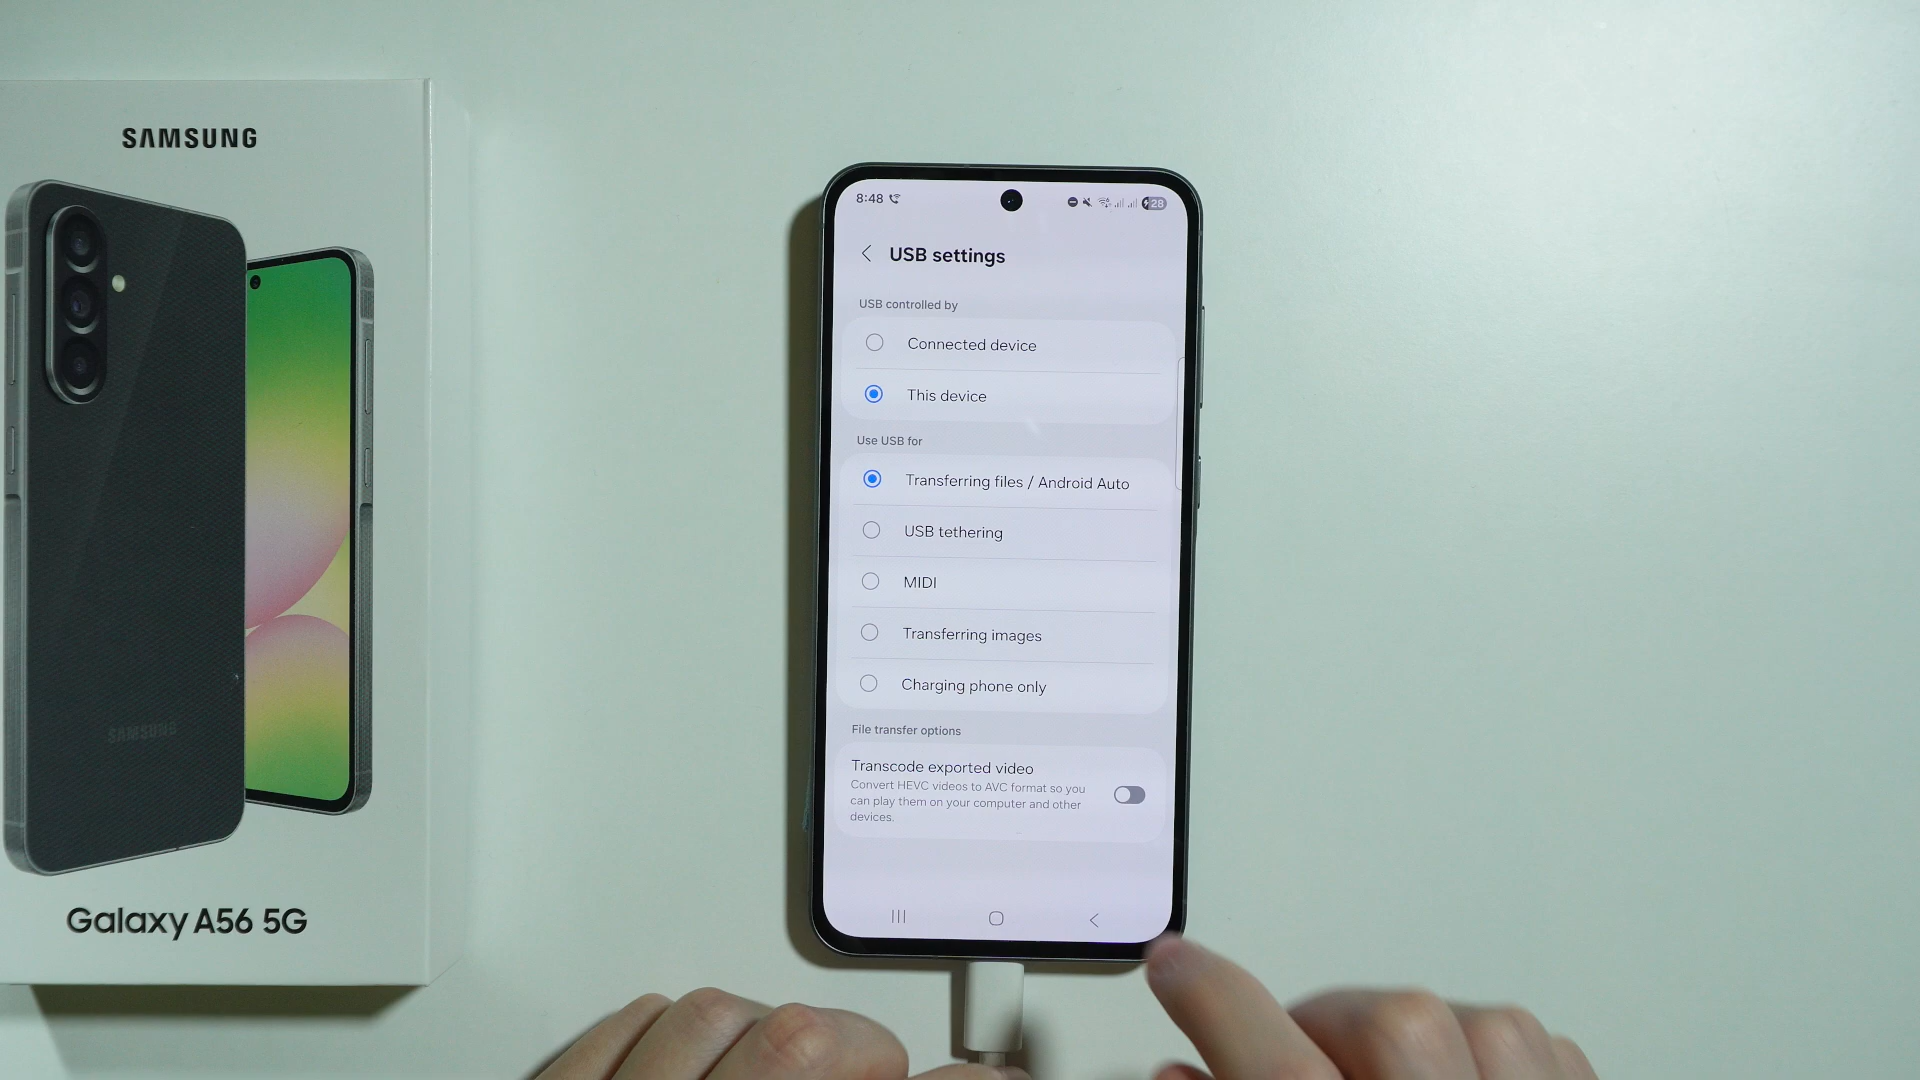 SAMSUNG
SAMSUNG
Galaxy A56 5G
8:48
28
USB settings
USB controlled by
Connected device
This device
Use USB for
Transferring files / Android Auto
USB tethering
MIDI
Transferring images
Charging phone only
File transfer options
Transcode exported video
Convert HEVC videos to AVC format so you
can play them on your computer and other
devices.